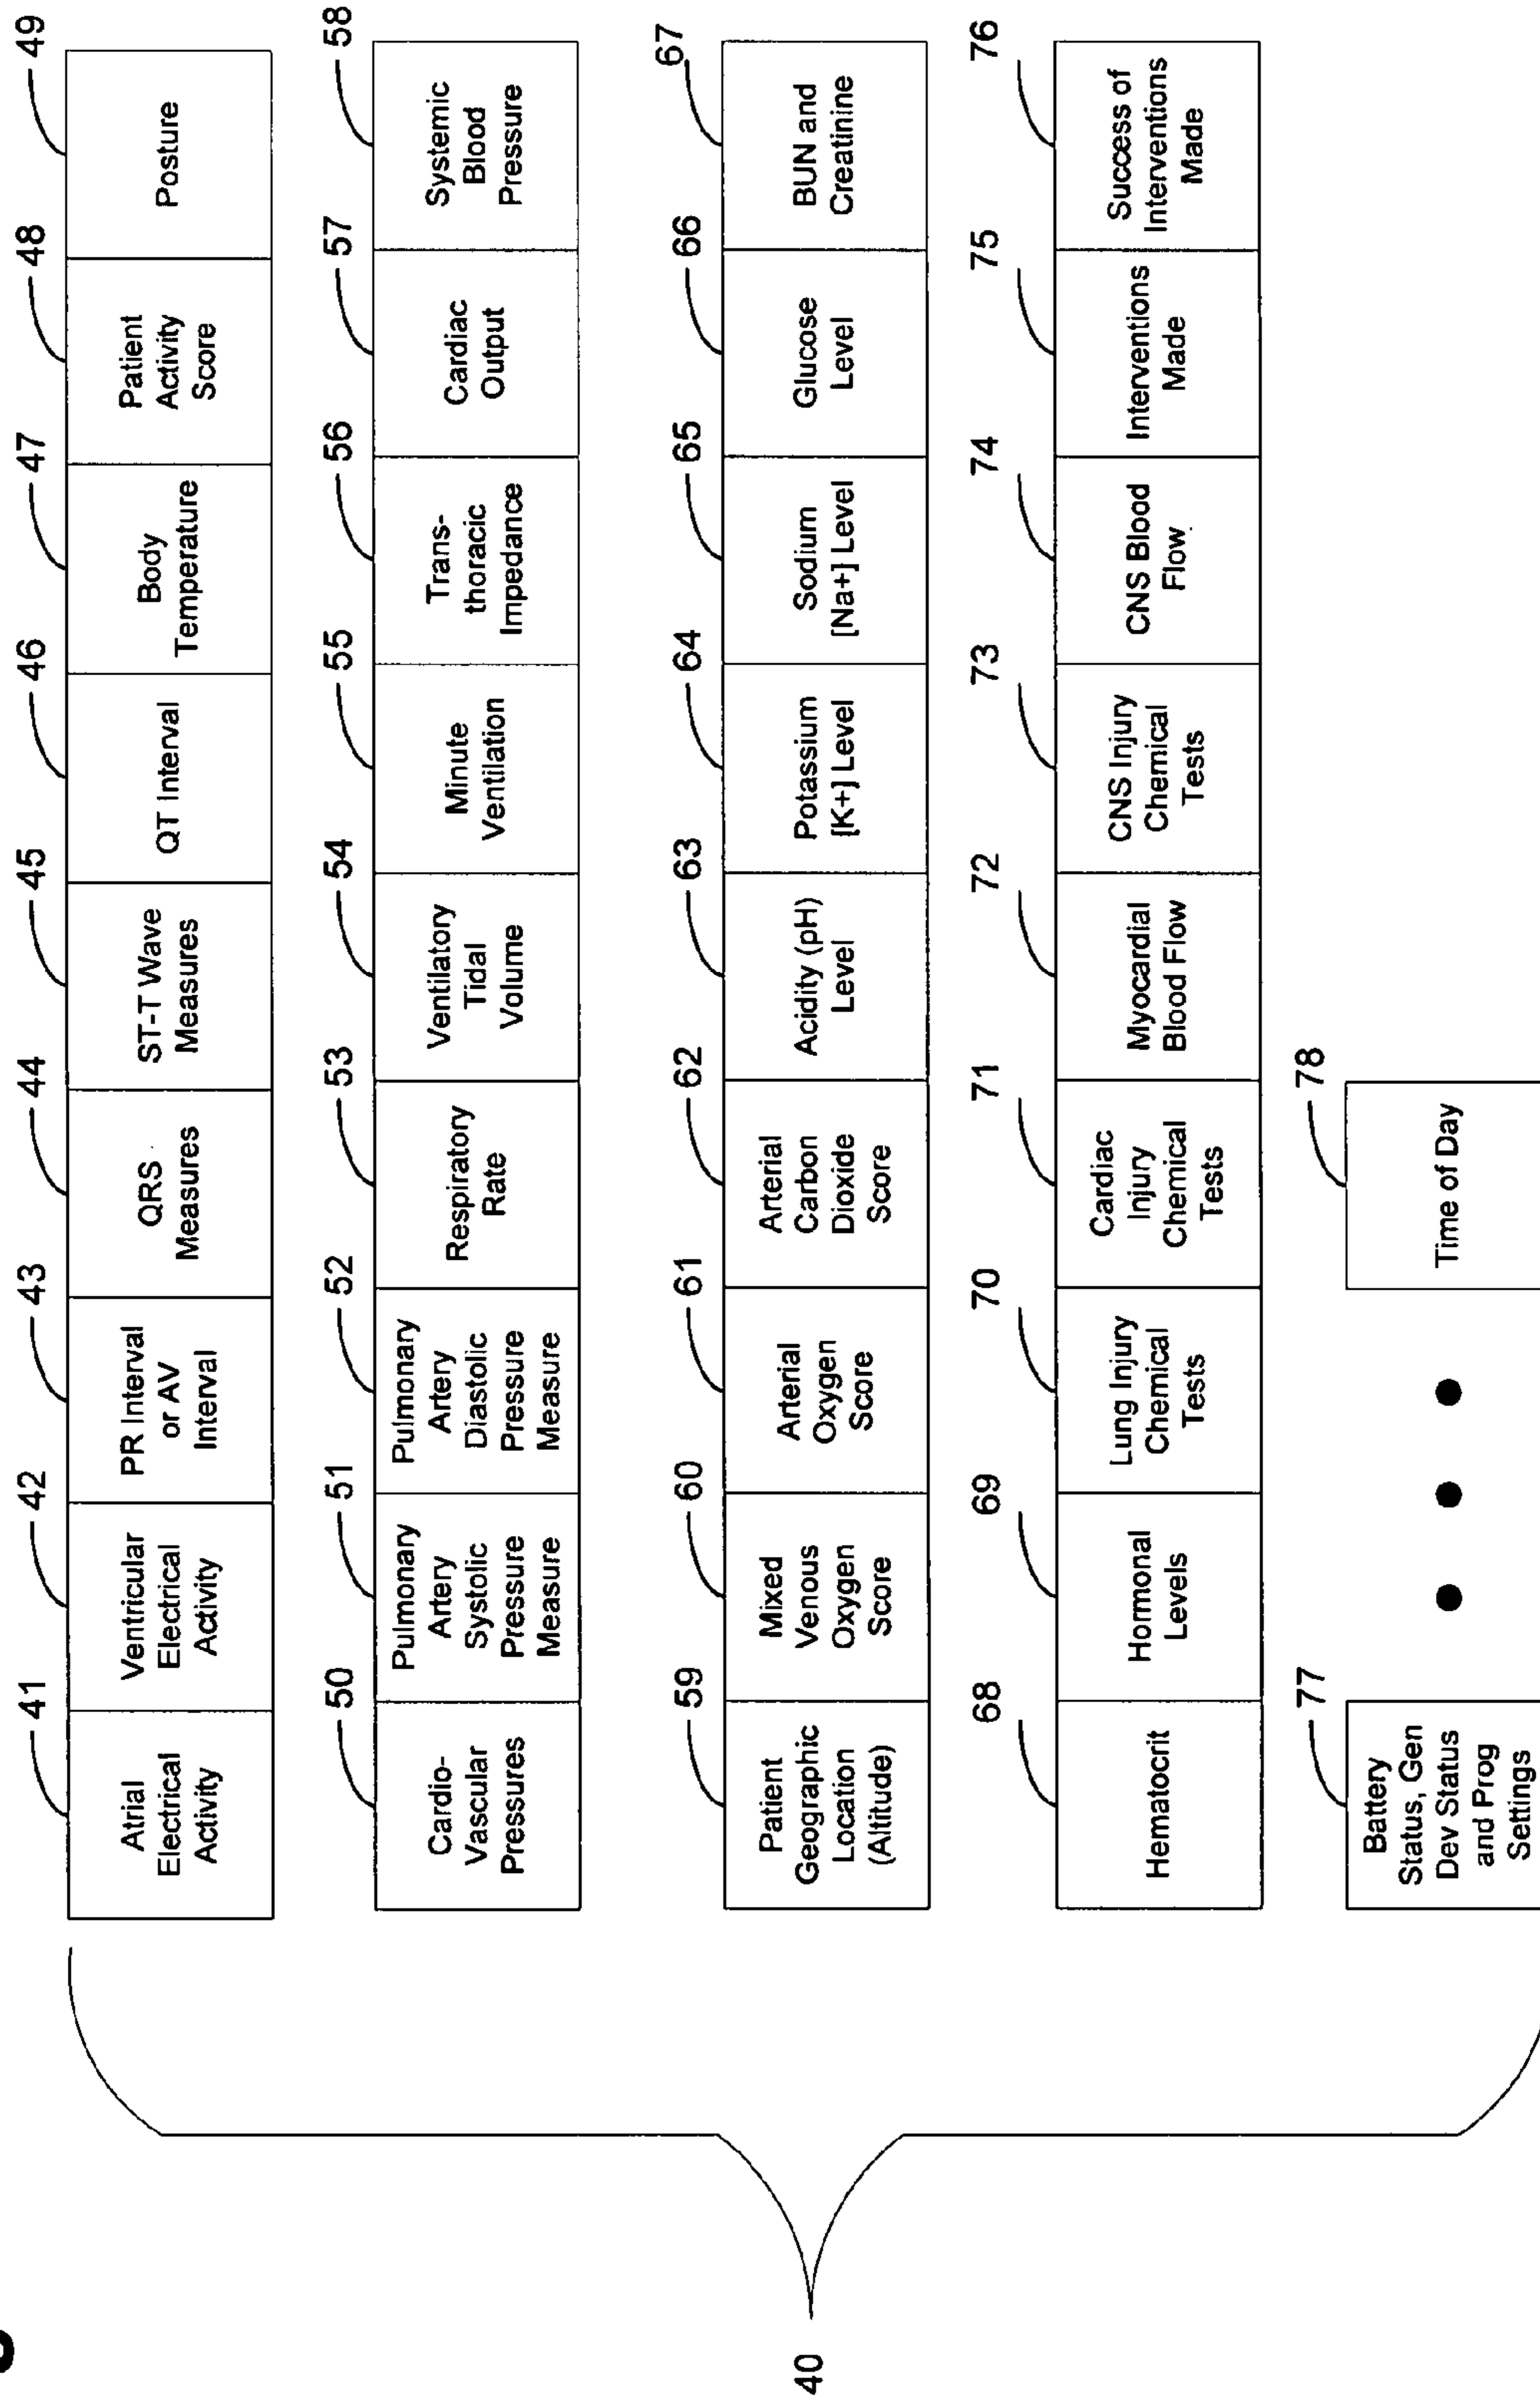 41
42
43
44
45
46
47
48
49
Atrial
Electrical
Activity
Ventricular
Electrical
Activity
PR Interval
or AV
Interval
QRS
Measures
ST-T Wave
Measures
QT Interval
Body
Temperature
Patient
Activity
Score
Posture
50
51
52
53
54
55
56
57
58
Cardio-
Vascular
Pressures
Pulmonary
Artery
Systolic
Pressure
Measure
Pulmonary
Artery
Diastolic
Pressure
Measure
Respiratory
Rate
Ventilatory
Tidal
Volume
Minute
Ventilation
Trans-
thoracic
Impedance
Cardiac
Output
Systemic
Blood
Pressure
59
60
61
62
63
64
65
66
67
Patient
Geographic
Location
(Altitude)
Mixed
Venous
Oxygen
Score
Arterial
Oxygen
Score
Arterial
Carbon
Dioxide
Score
Acidity (pH)
Level
Potassium
[K+] Level
Sodium
[Na+] Level
Glucose
Level
BUN and
Creatinine
68
69
70
71
72
73
74
75
76
Hematocrit
Hormonal
Levels
Lung Injury
Chemical
Tests
Cardiac
Injury
Chemical
Tests
Myocardial
Blood Flow
CNS Injury
Chemical
Tests
CNS Blood
Flow
Interventions
Made
Success of
Interventions
Made
77
78
Battery
Status, Gen
Dev Status
and Prog
Settings
Time of Day
40